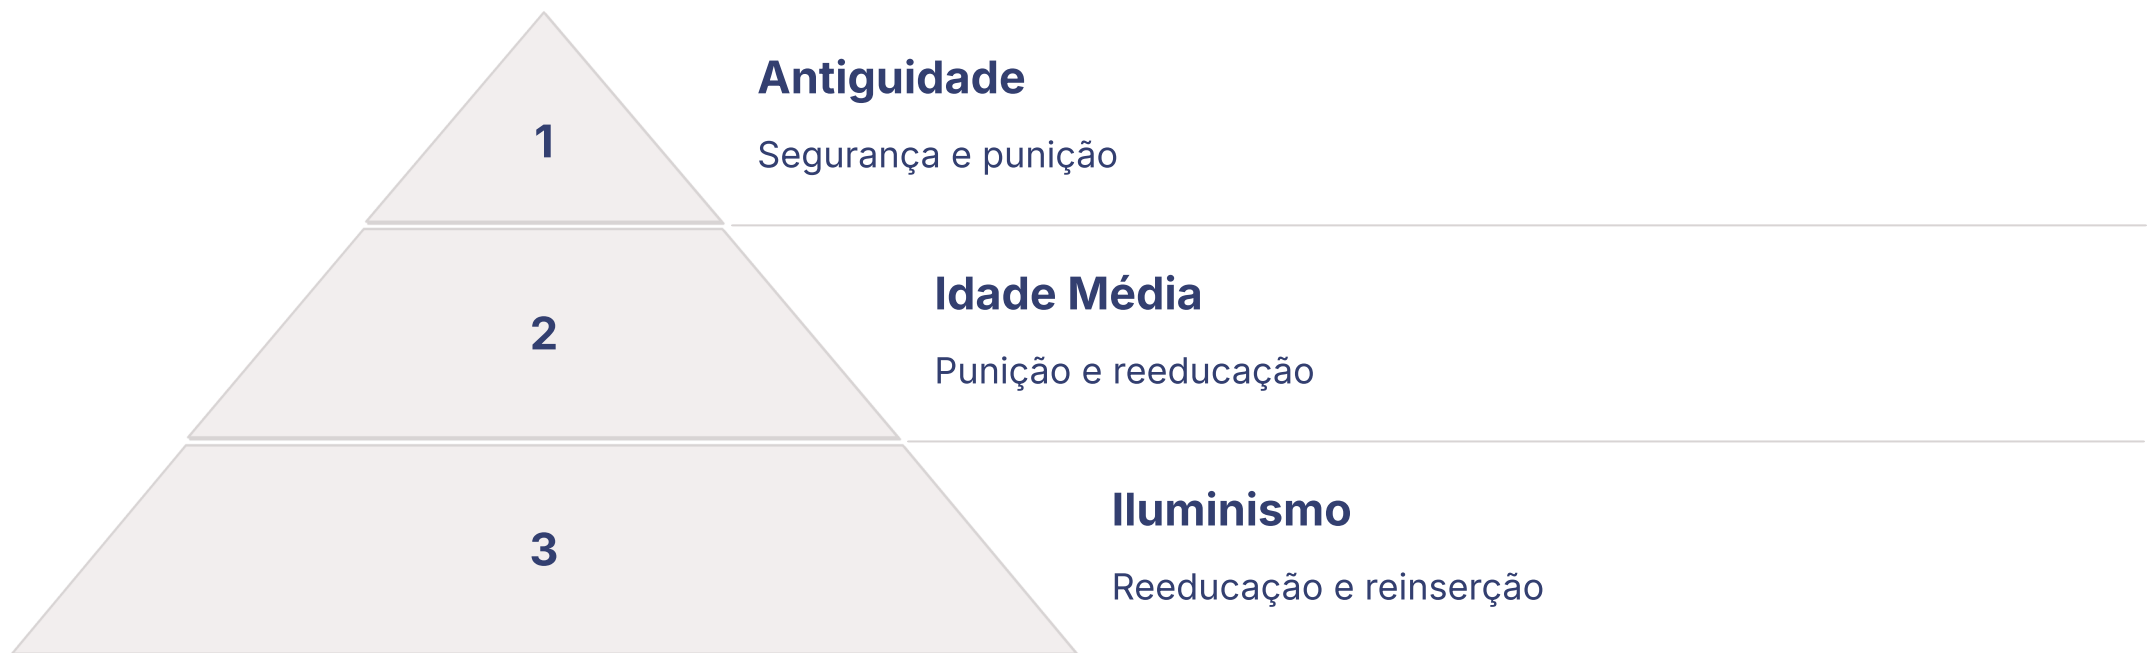 1
Antiguidade
Segurança e punição
2
Idade Média
Punição e reeducação
3
Iluminismo
Reeducação e reinserção